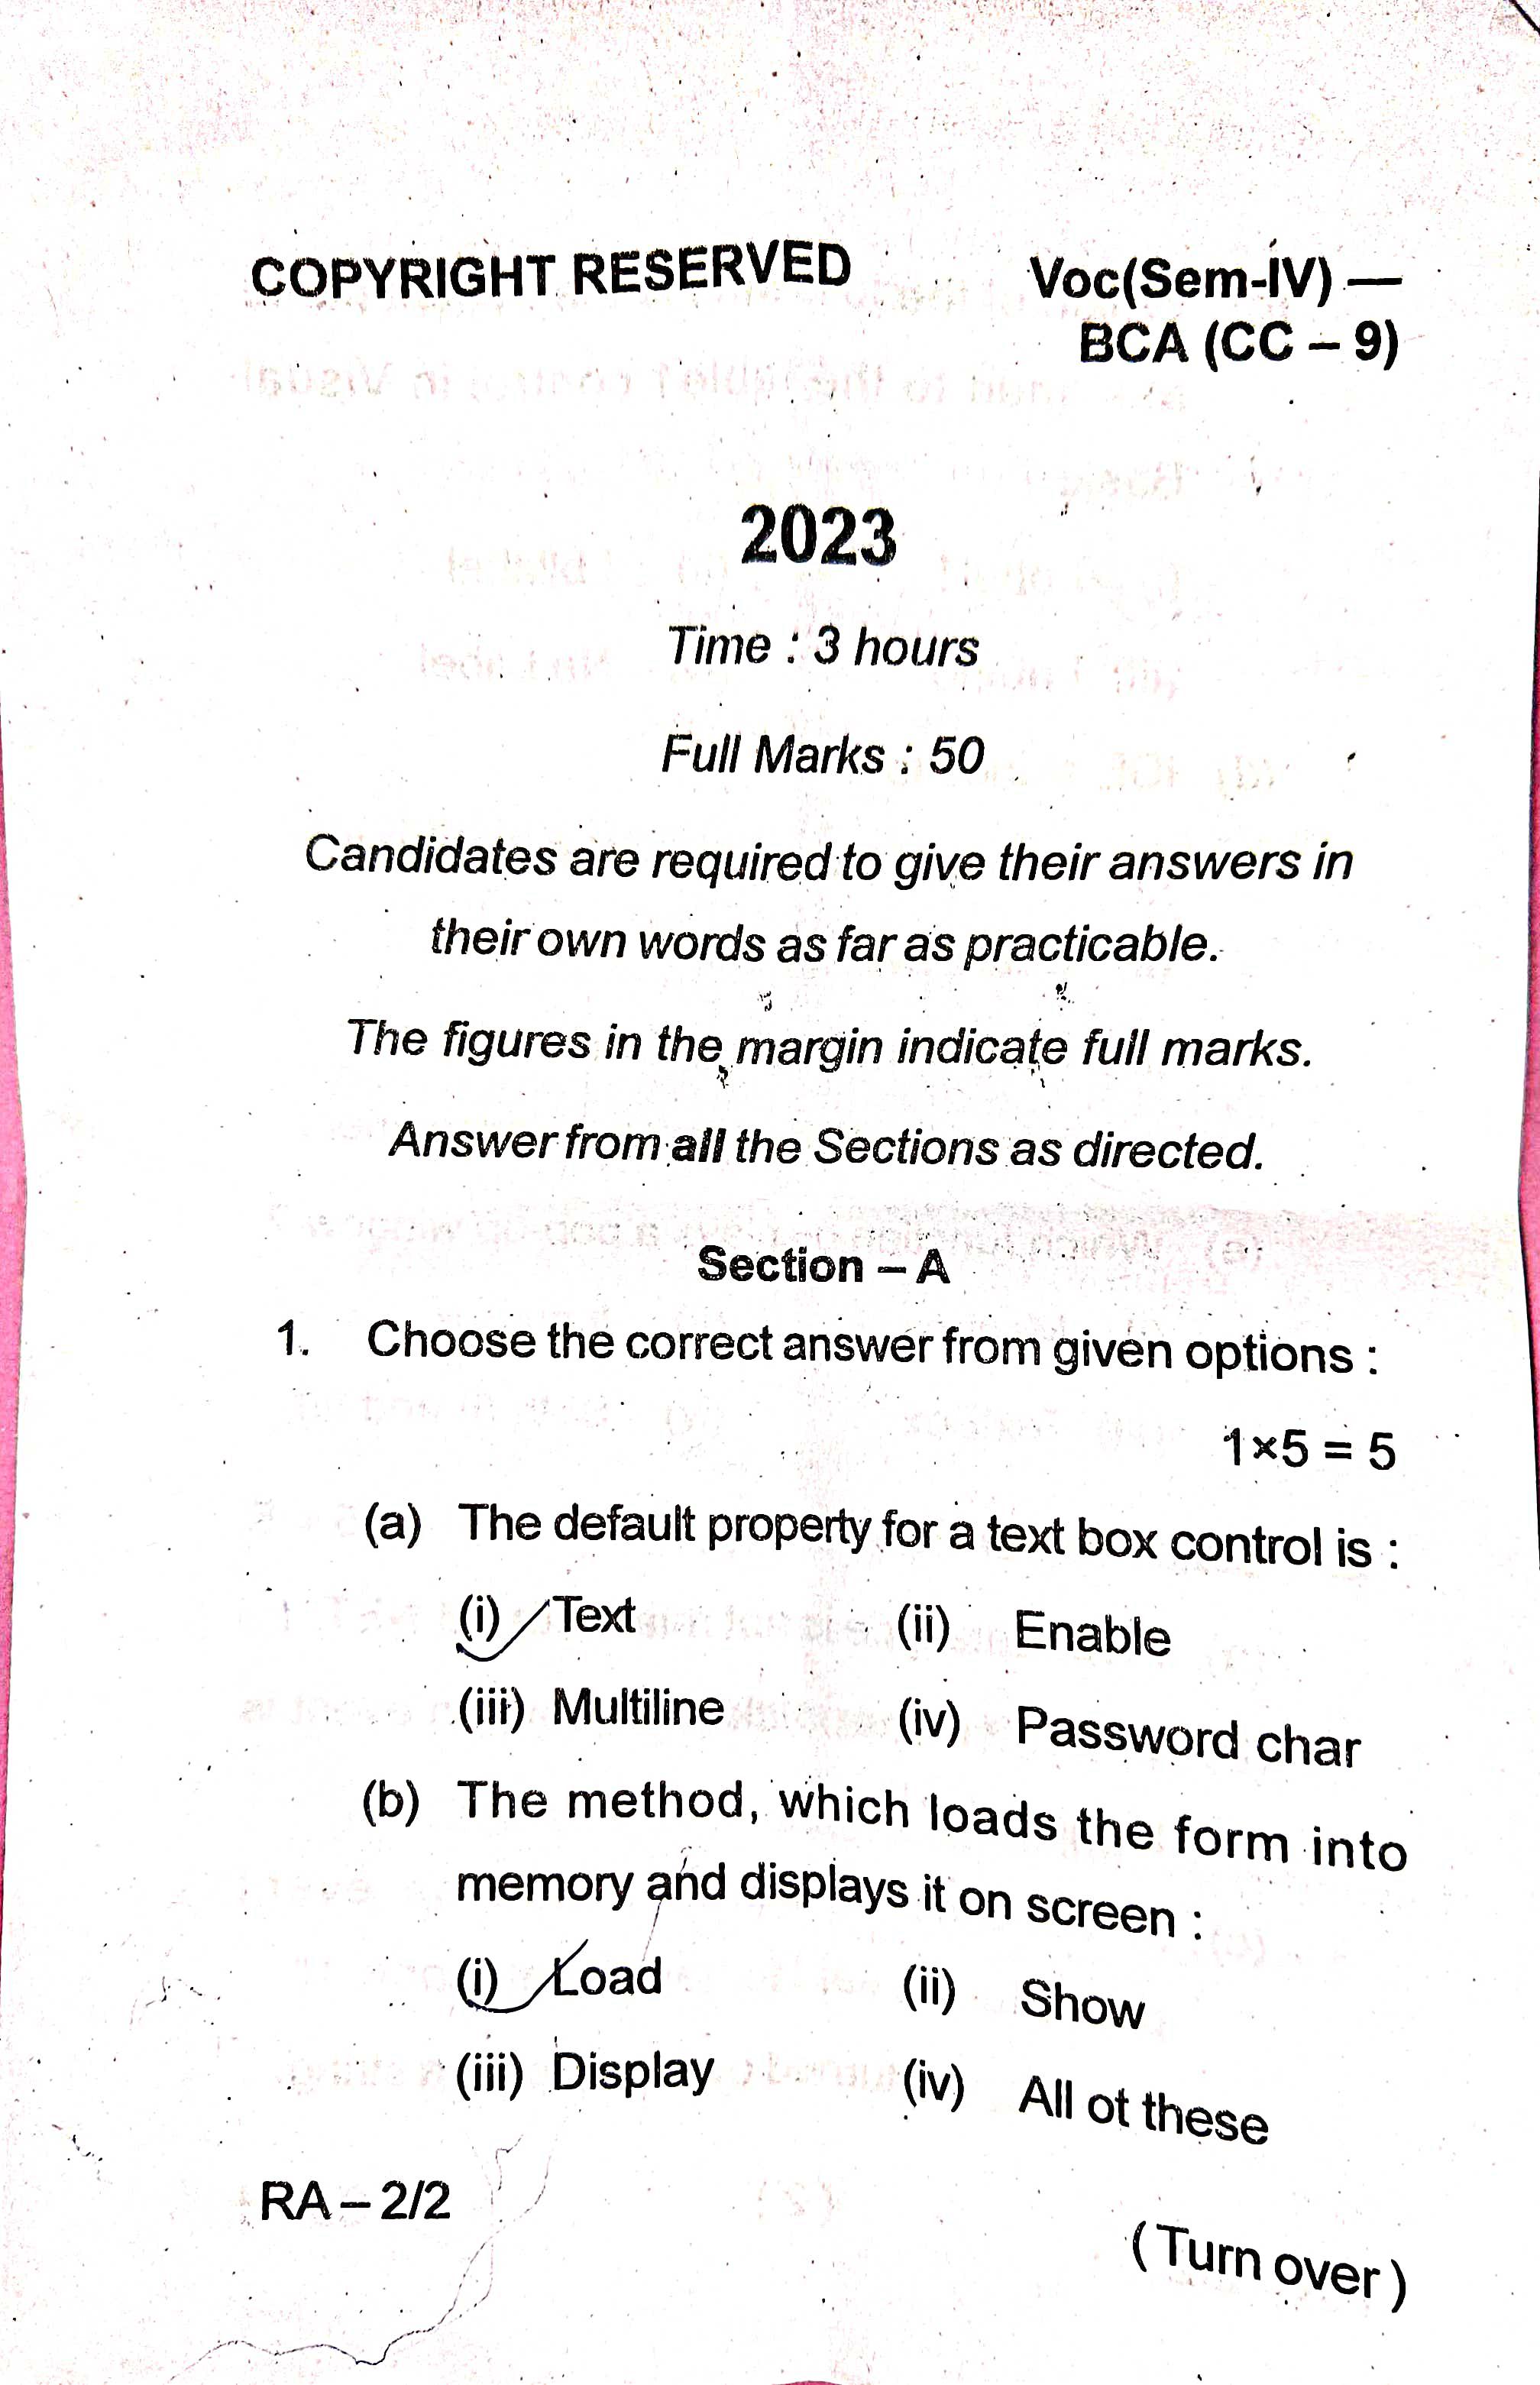 COPYRIGHT RESERVED Voc(Sem-IV) —
BCA (CC – 9)
2023
Time : 3 hours
Full Marks : 50
Candidates are required to give their answers in
their own words as far as practicable.
The figures in the margin indicate full marks.
Answer from all the Sections as directed.
Section – A
1. Choose the correct answer from given options :
1×5 = 5
(a) The default property for a text box control is :
(i) Text (ii) Enable
(iii) Multiline (iv) Password char
(b) The method, which loads the form into
memory and displays it on screen :
(i) Load (ii) Show
(iii) Display (iv) All ot these
RA – 2/2
( Turn over )